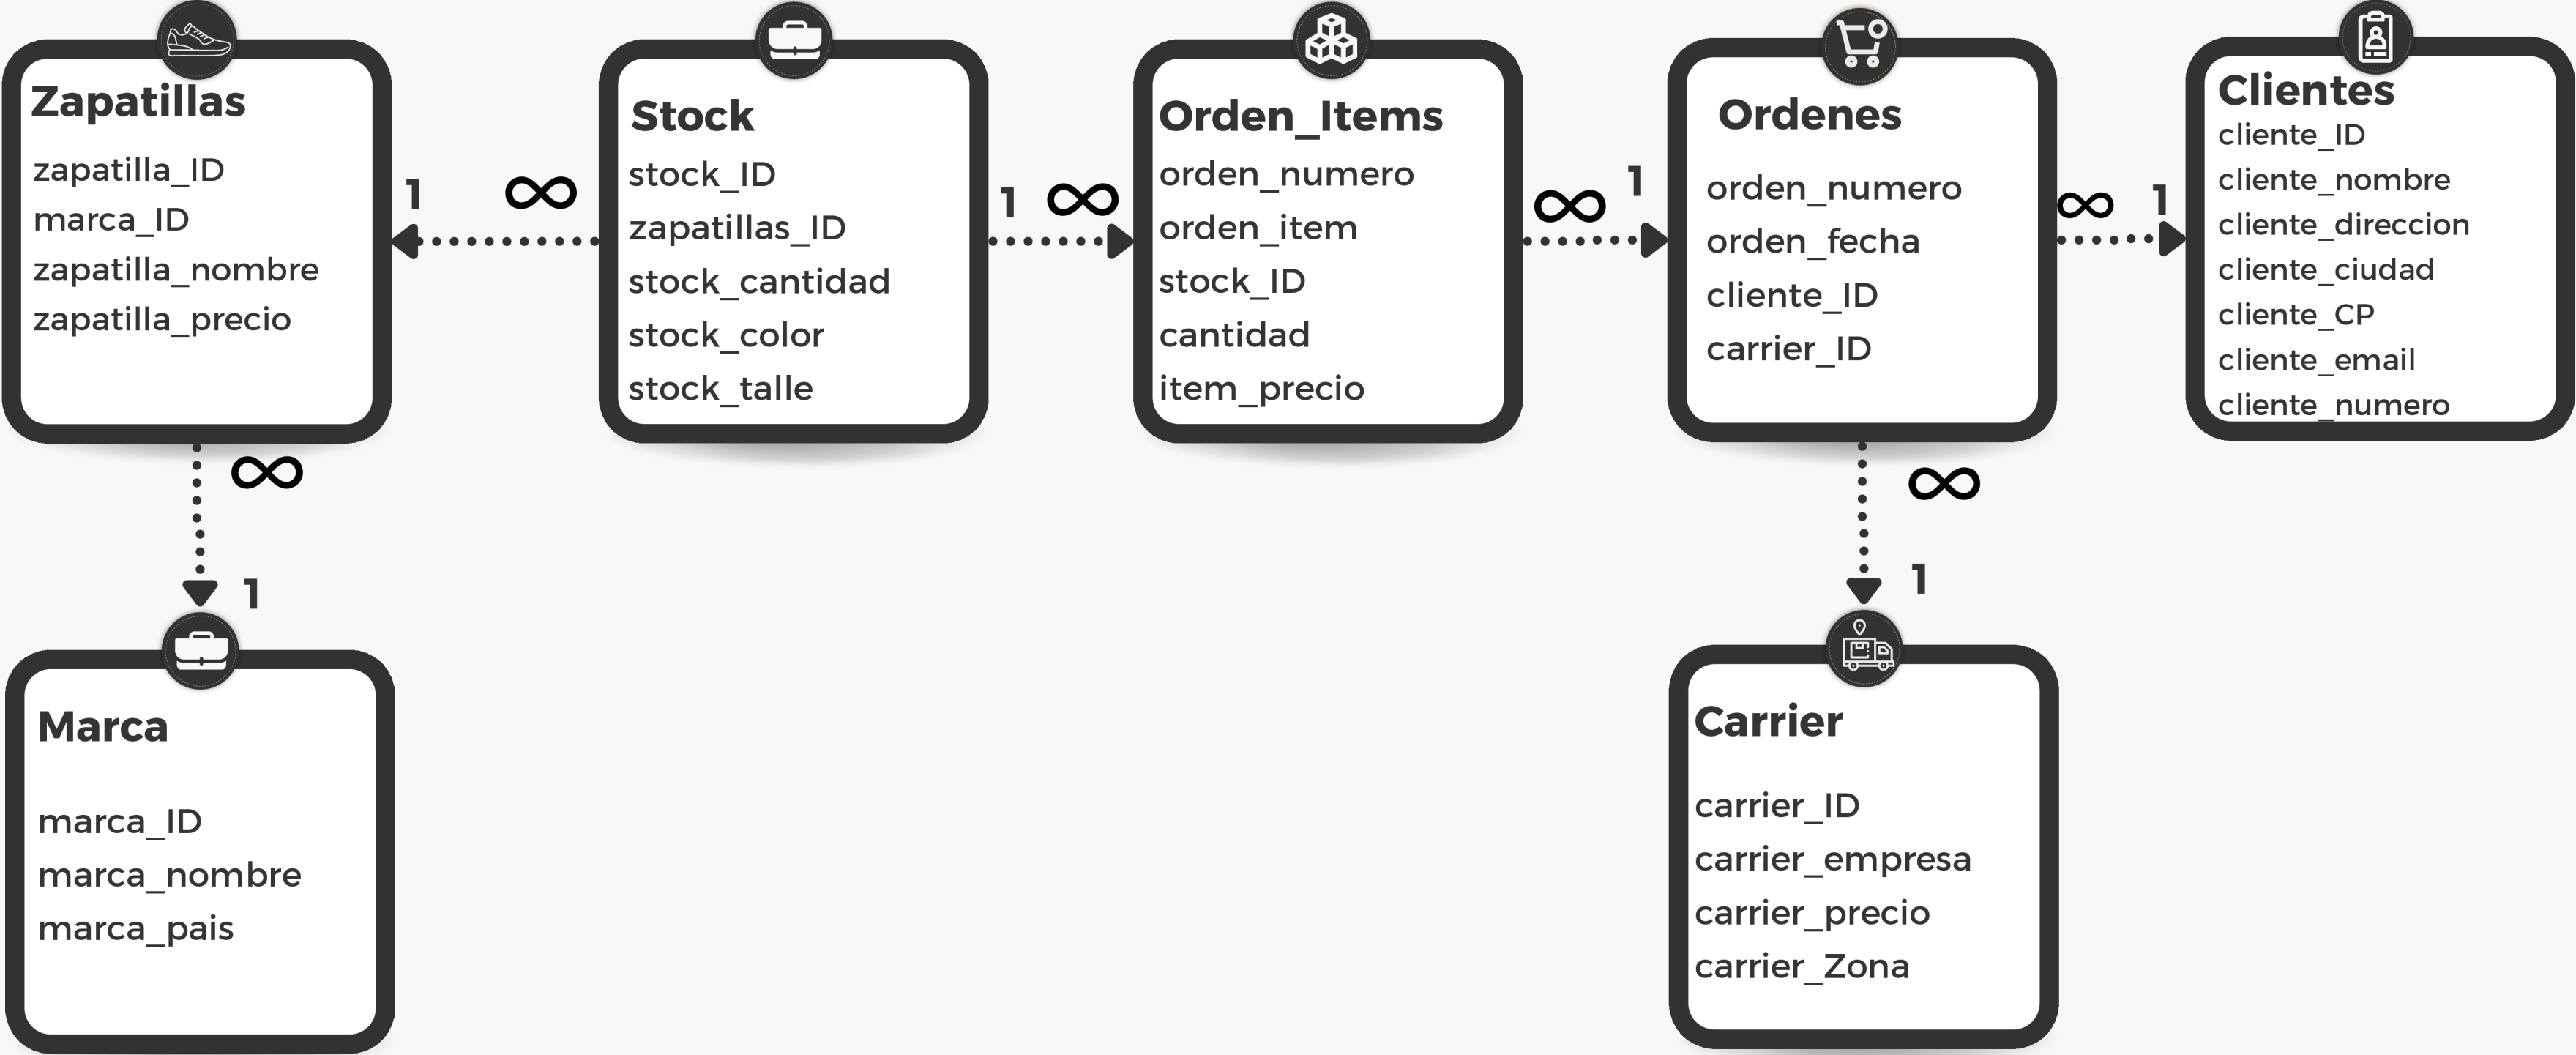 Zapatillas
zapatilla_ID
marca_ID
zapatilla_nombre
zapatilla_precio
1
∞
Stock
stock_ID
zapatillas_ID
stock_cantidad
stock_color
stock_talle
1
∞
Orden_Items
orden_numero
orden_item
stock_ID
cantidad
item_precio
∞
1
Ordenes
orden_numero
orden_fecha
cliente_ID
carrier_ID
∞
1
Clientes
cliente_ID
cliente_nombre
cliente_direccion
cliente_ciudad
cliente_CP
cliente_email
cliente_numero
∞
1
Marca
marca_ID
marca_nombre
marca_pais
∞
1
Carrier
carrier_ID
carrier_empresa
carrier_precio
carrier_Zona